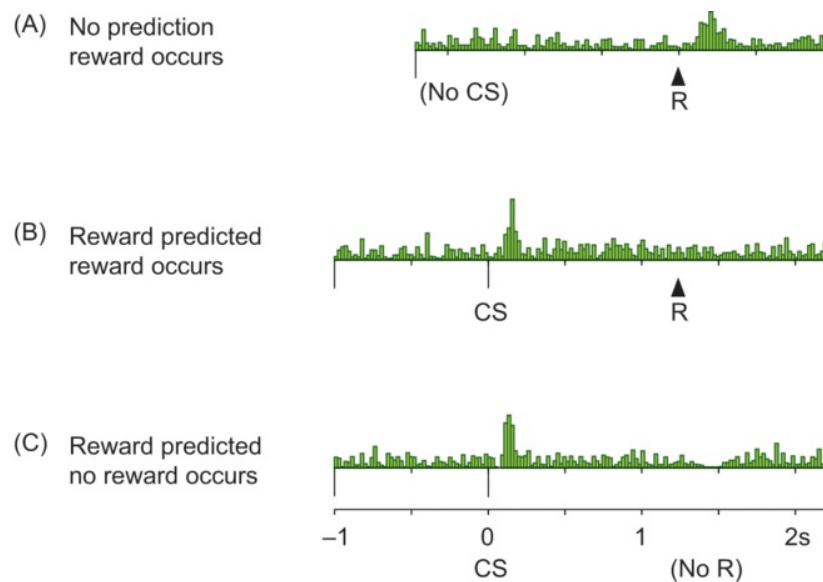 (A) No prediction
reward occurs
(No CS)
R
(B) Reward predicted
reward occurs
CS
R
(C) Reward predicted
no reward occurs
–1 0 1 2s
CS (No R)